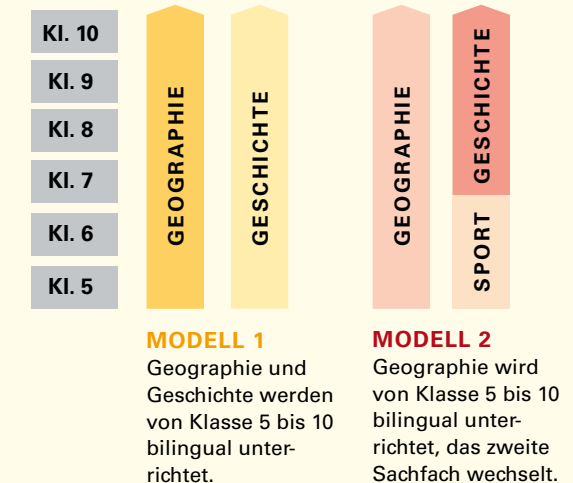 Kl. 10
Kl. 9
Kl. 8
Kl. 7
Kl. 6
Kl. 5
GEOGRAPHIE
GESCHICHTE
GEOGRAPHIE
GESCHICHTE
SPORT
MODELL 1
Geographie und
Geschichte werden
von Klasse 5 bis 10
bilingual unter-
richtet.
MODELL 2
Geographie wird
von Klasse 5 bis 10
bilingual unter-
richtet, das zweite
Sachfach wechselt.